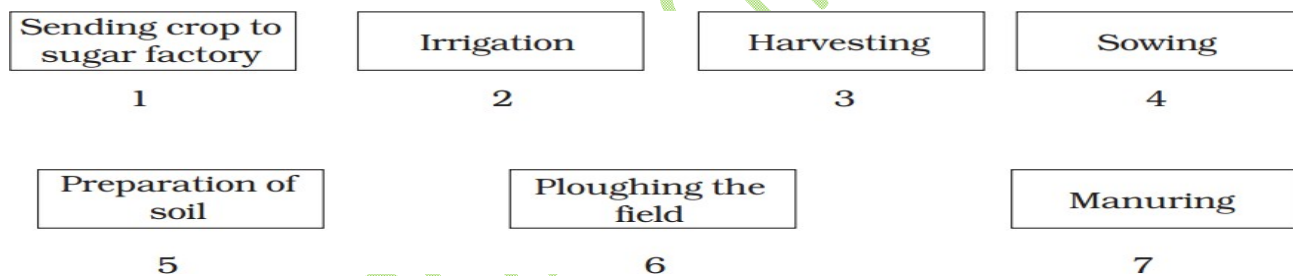 Sending crop to
sugar factory
Irrigation
Harvesting
Sowing
1
2
3
4
Preparation of
soil
Ploughing the
field
Manuring
5
6
7